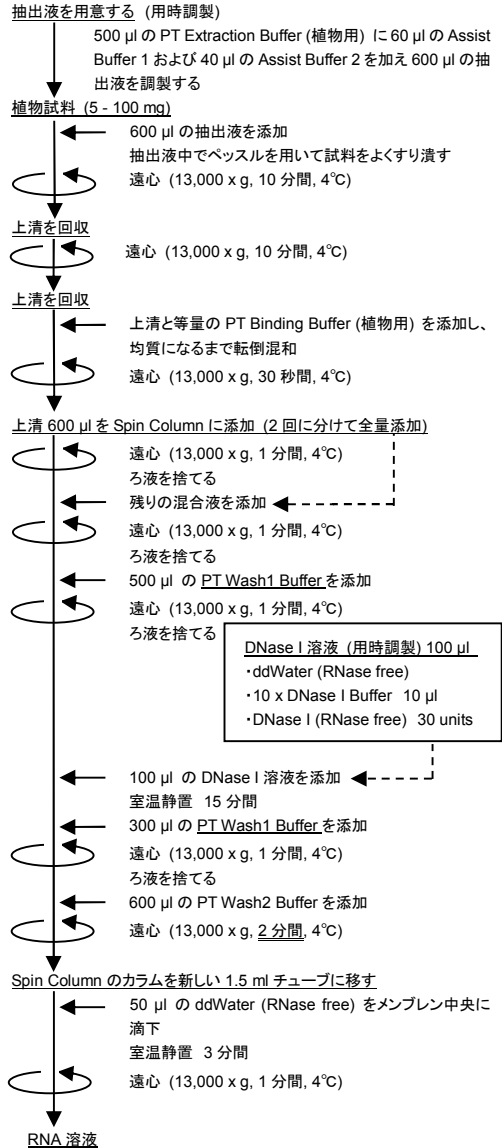 抽出液を用意する (用時調製)
500 µl の PT Extraction Buffer (植物用) に 60 µl の Assist
Buffer 1 および 40 µl の Assist Buffer 2 を加え 600 µl の抽
出液を調製する
植物試料 (5 - 100 mg)
600 µl の抽出液を添加
抽出液中でペッスルを用いて試料をよくすり潰す
遠心 (13,000 x g, 10 分間, 4℃)
上清を回収
遠心 (13,000 x g, 10 分間, 4℃)
上清を回収
上清と等量の PT Binding Buffer (植物用) を添加し、
均質になるまで転倒混和
遠心 (13,000 x g, 30 秒間, 4℃)
上清 600 µl を Spin Column に添加 (2 回に分けて全量添加)
遠心 (13,000 x g, 1 分間, 4℃)
ろ液を捨てる
残りの混合液を添加
遠心 (13,000 x g, 1 分間, 4℃)
ろ液を捨てる
500 µl の PT Wash1 Buffer を添加
遠心 (13,000 x g, 1 分間, 4℃)
ろ液を捨てる
DNase I 溶液 (用時調製) 100 µl
・ddWater (RNase free)
・10 x DNase I Buffer 10 µl
・DNase I (RNase free) 30 units
100 µl の DNase I 溶液を添加
室温静置 15 分間
300 µl の PT Wash1 Buffer を添加
遠心 (13,000 x g, 1 分間, 4℃)
ろ液を捨てる
600 µl の PT Wash2 Buffer を添加
遠心 (13,000 x g, 2 分間, 4℃)
Spin Column のカラムを新しい 1.5 ml チューブに移す
50 µl の ddWater (RNase free) をメンブレン中央に
滴下
室温静置 3 分間
遠心 (13,000 x g, 1 分間, 4℃)
RNA 溶液